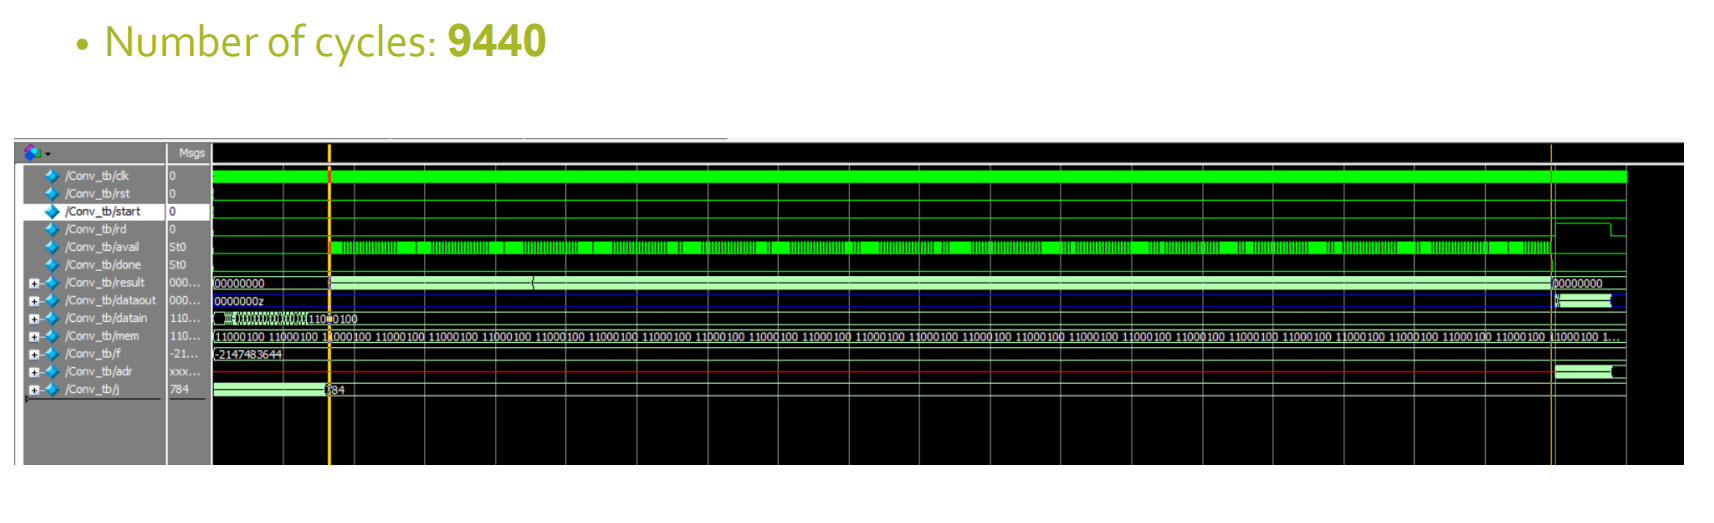 • Number of cycles: 9440
Msgs
/Conv_tb/clk 0
/Conv_tb/rst 0
/Conv_tb/start 0
/Conv_tb/rd 0
/Conv_tb/avail St0
/Conv_tb/done St0
/Conv_tb/result 000... 00000000 00000000
/Conv_tb/dataout 000... 0000000z
/Conv_tb/datain 110... 11000100
/Conv_tb/mem 110... 11000100 11000100 11000100 11000100 11000100 11000100 11000100 11000100 11000100 11000100 11000100 11000100 11000100 11000100 11000100 11000100 11000100 11000100 11000100 11000100 11000100 11000100 11000100 11000100 11000100 11000100 1...
/Conv_tb/f -21... -2147483644
/Conv_tb/adr xxx...
/Conv_tb/j 784 784